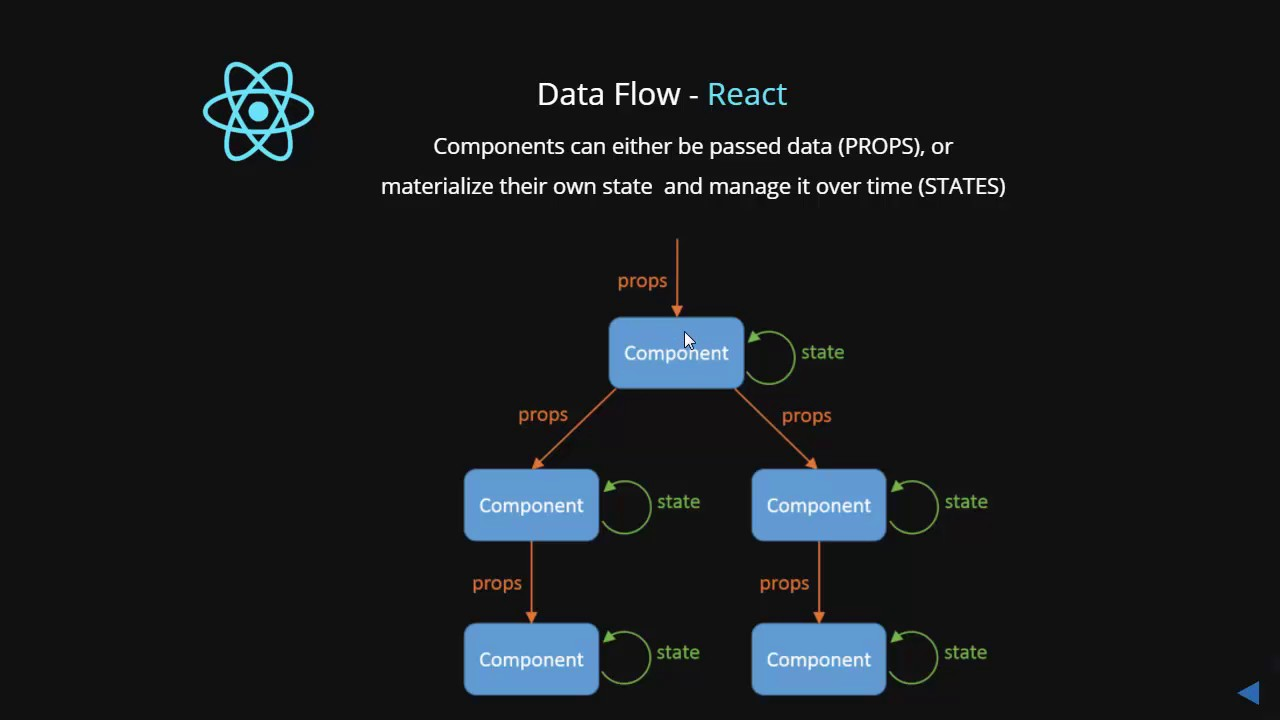 Data Flow - React
Components can either be passed data (PROPS), or
materialize their own state and manage it over time (STATES)
props
Component
state
props
props
Component
state
Component
state
props
props
Component
state
Component
state